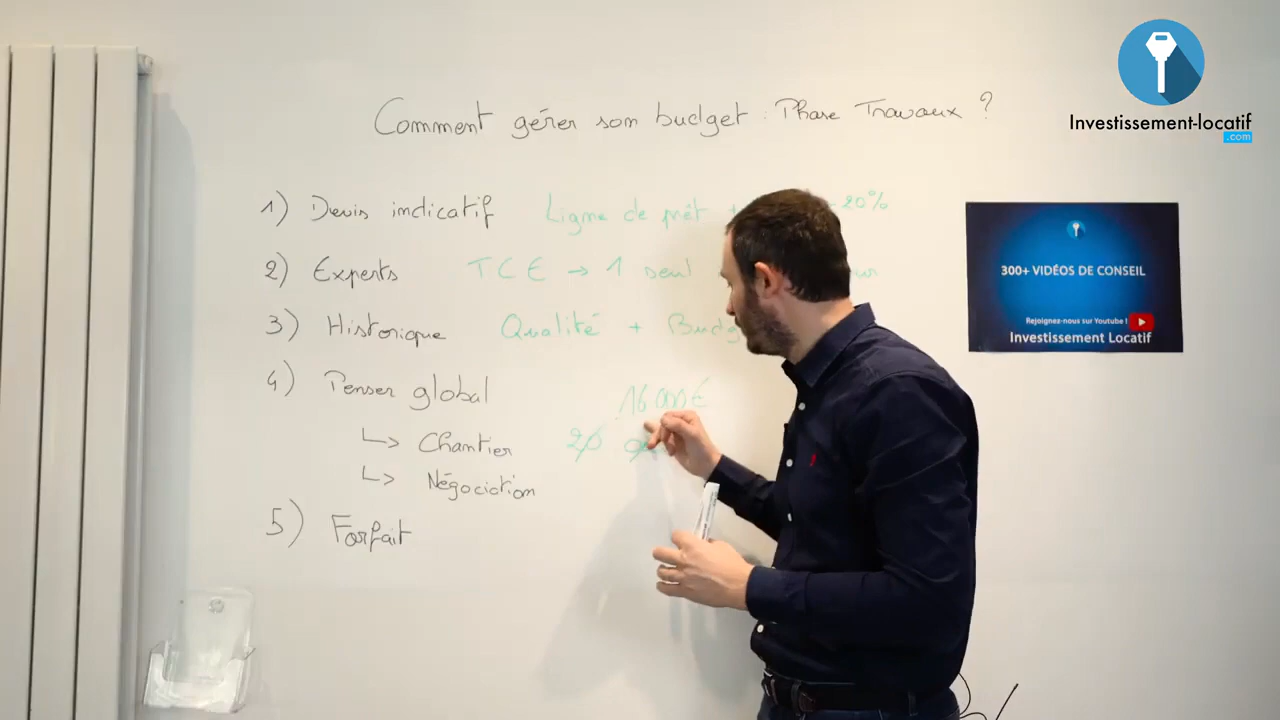 Investissement-locatif
.com
Comment gérer son budget : Phase Travaux ?
1) Devis indicatif Ligne de prêt + -20%
2) Experts TCE → 1 seul
3) Historique Qualité + Budg
4) Penser global
16 000€
↳ Chantier 20
↳ Négociation
5) Forfait
300+ VIDÉOS DE CONSEIL
Rejoignez-nous sur Youtube !
Investissement Locatif